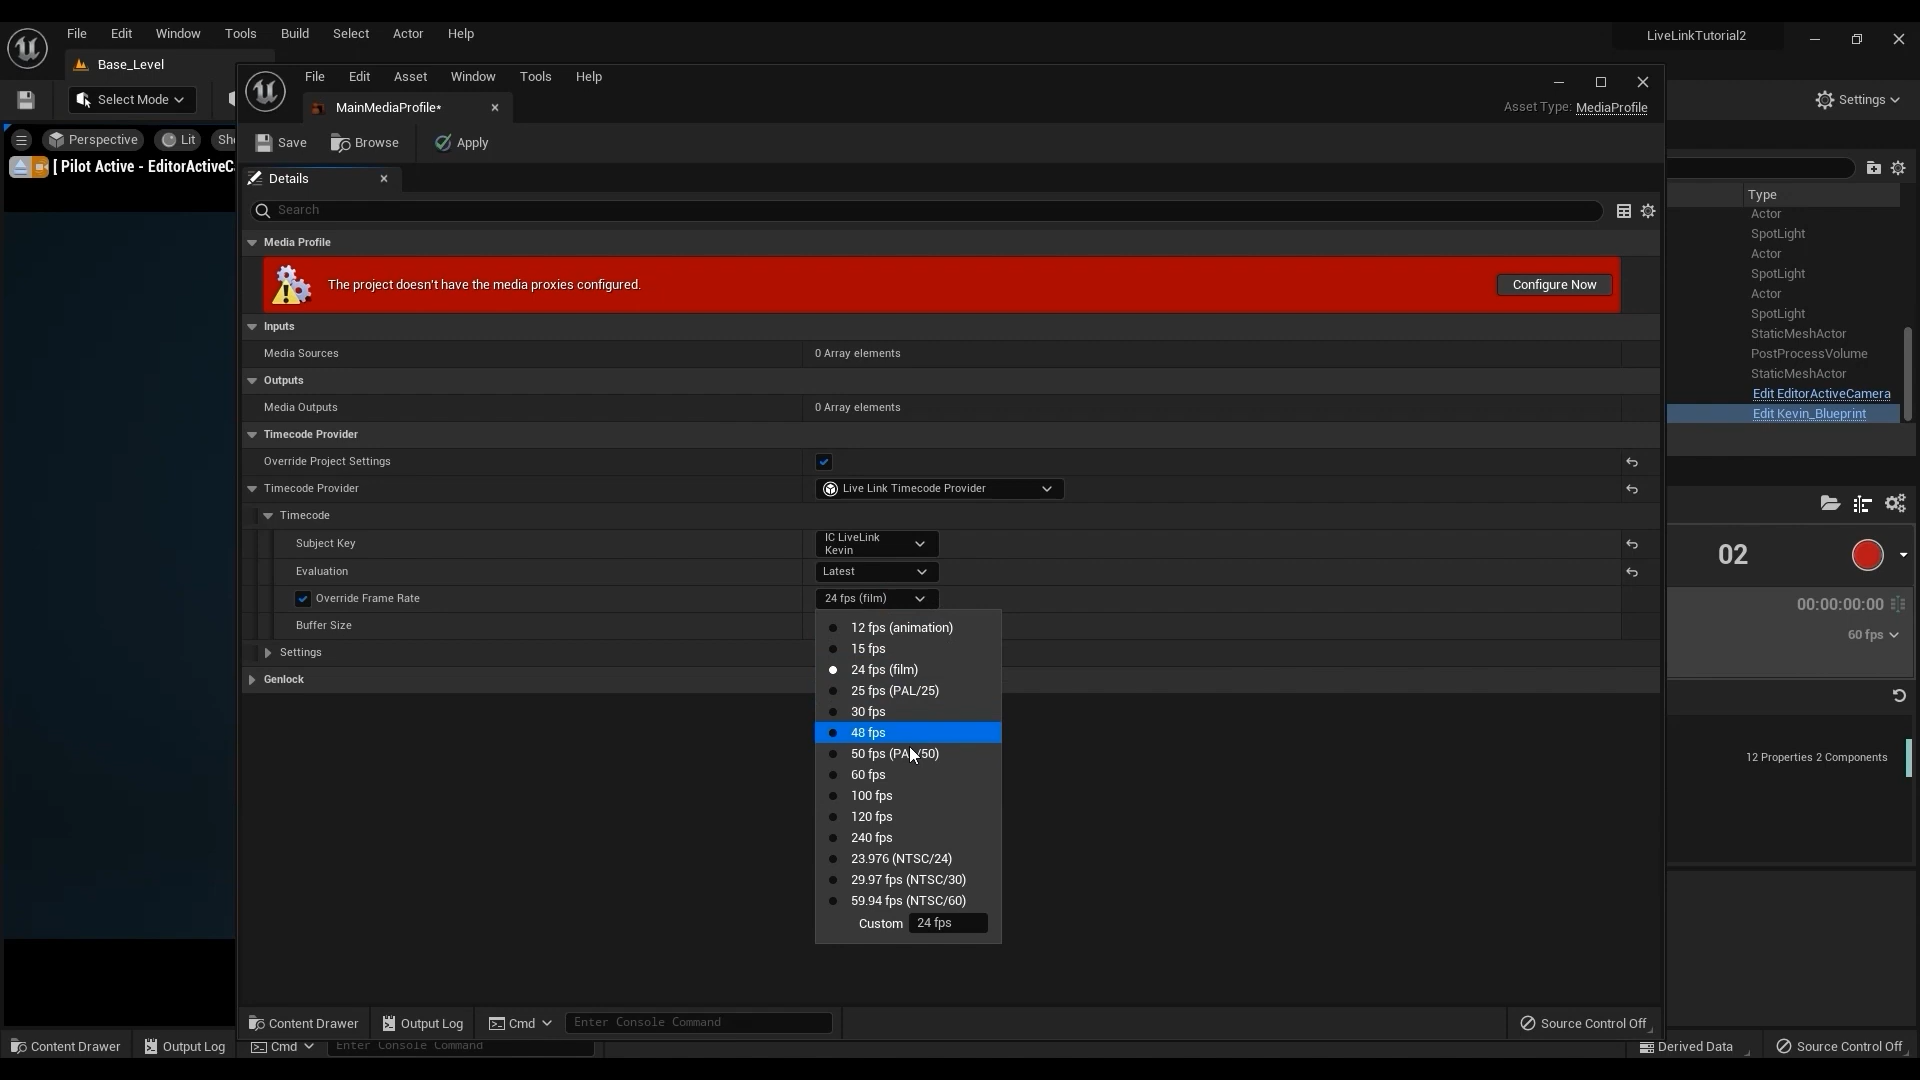 File Edit Window Tools Build Select Actor Help
LiveLinkTutorial2
Base_Level
Select Mode
Settings
File Edit Asset Window Tools Help
MainMediaProfile*
Asset Type: MediaProfile
Save Browse Apply
Perspective Lit
[ Pilot Active - EditorActiveC
Details
Search
Type
Media Profile
The project doesn't have the media proxies configured.
Configure Now
Inputs
Media Sources 0 Array elements
Outputs
Media Outputs 0 Array elements
Timecode Provider
Override Project Settings
Timecode Provider Live Link Timecode Provider
Timecode
Subject Key IC LiveLink
Kevin
Evaluation Latest
Override Frame Rate 24 fps (film)
Buffer Size
Settings
Genlock
12 fps (animation)
15 fps
24 fps (film)
25 fps (PAL/25)
30 fps
48 fps
50 fps (PAL/50)
60 fps
100 fps
120 fps
240 fps
23.976 (NTSC/24)
29.97 fps (NTSC/30)
59.94 fps (NTSC/60)
Custom 24 fps
Actor
SpotLight
Actor
SpotLight
Actor
SpotLight
StaticMeshActor
PostProcessVolume
StaticMeshActor
Edit EditorActiveCamera
Edit Kevin_Blueprint
02
00:00:00:00
60 fps
12 Properties 2 Components
Content Drawer Output Log Cmd Enter Console Command
Source Control Off
Content Drawer Output Log Cmd Enter Console Command
Derived Data Source Control Off